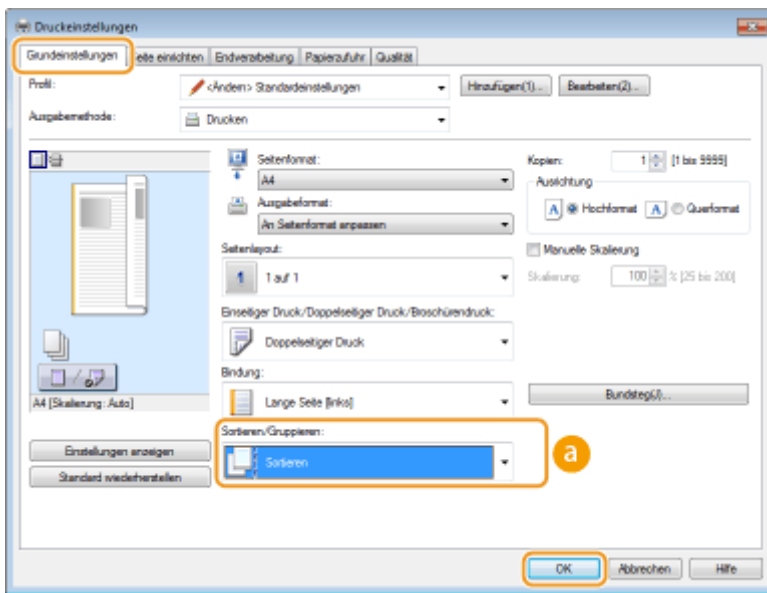 Druckeinstellungen
Grundeinstellungen Seite einrichten Endverarbeitung Papierzufuhr Qualität
Profil: <Ändern> Standardeinstellungen Hinzufügen(1)... Bearbeiten(2)...
Ausgabemethode: Drucken
Seitenformat: Kopien: 1 [1 bis 9999]
A4 Ausrichtung
Ausgabeformat: A Hochformat A Querformat
An Seitenformat anpassen
Seitenlayout: Manuelle Skalierung
1 1 auf 1 Skalierung: 100 % [25 bis 200]
Einseitiger Druck/Doppelseitiger Druck/Broschürendruck:
Doppelseitiger Druck
Bindung:
A4 [Skalierung: Auto] Lange Seite [links] Bundsteg(J)...
Sortieren/Gruppieren:
Einstellungen anzeigen Sortieren a
Standard wiederherstellen
OK Abbrechen Hilfe